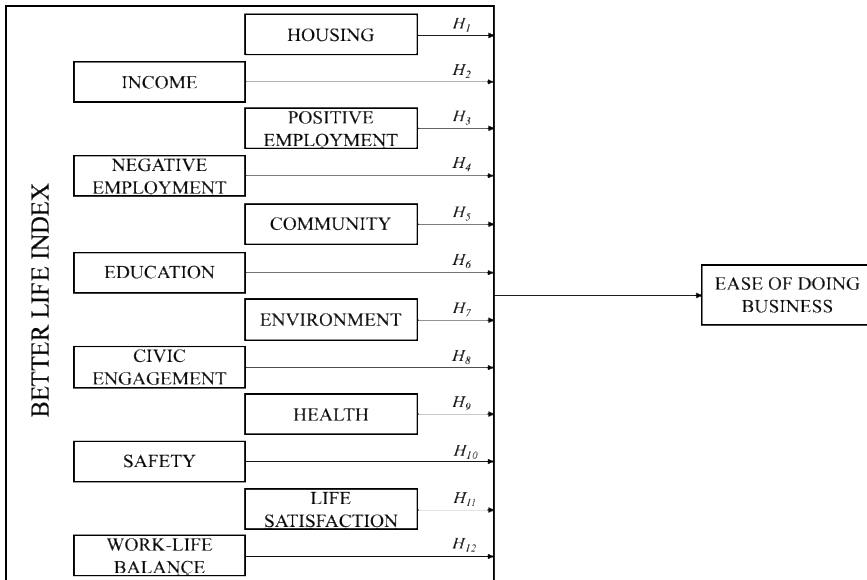 BETTER LIFE INDEX
HOUSING
H1
INCOME
H2
POSITIVE
EMPLOYMENT
H3
NEGATIVE
EMPLOYMENT
H4
COMMUNITY
H5
EDUCATION
H6
ENVIRONMENT
H7
CIVIC
ENGAGEMENT
H8
HEALTH
H9
SAFETY
H10
LIFE
SATISFACTION
H11
WORK-LIFE
BALANCE
H12
EASE OF DOING
BUSINESS